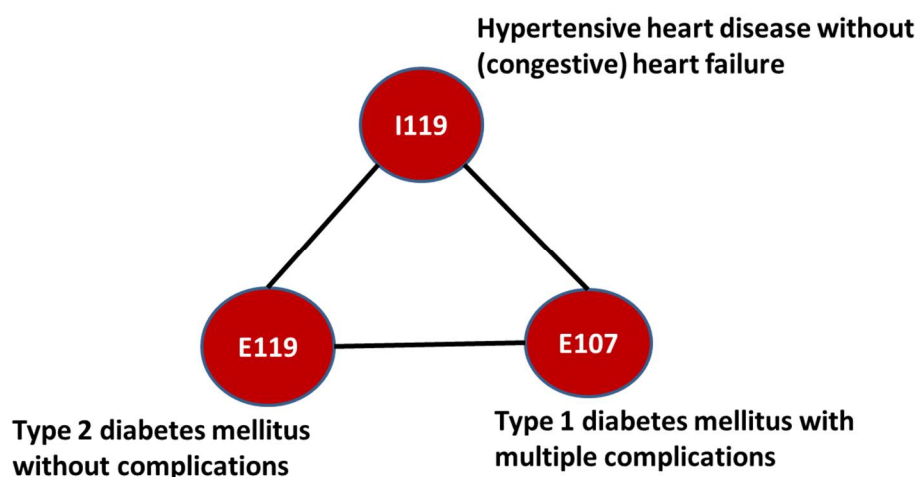 Hypertensive heart disease without
(congestive) heart failure
I119
E119
E107
Type 2 diabetes mellitus
without complications
Type 1 diabetes mellitus with
multiple complications